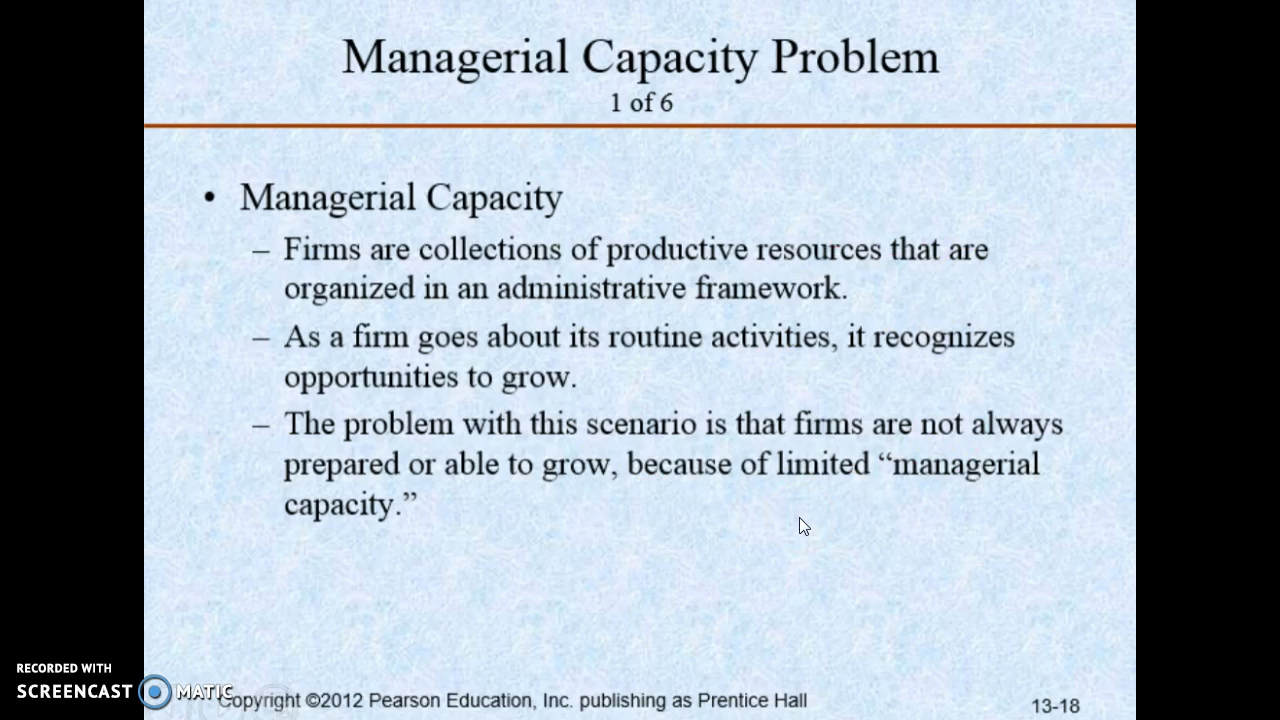 Managerial Capacity Problem
1 of 6
• Managerial Capacity
– Firms are collections of productive resources that are
organized in an administrative framework.
– As a firm goes about its routine activities, it recognizes
opportunities to grow.
– The problem with this scenario is that firms are not always
prepared or able to grow, because of limited “managerial
capacity.”
RECORDED WITH
SCREENCAST MATIC
Copyright ©2012 Pearson Education, Inc. publishing as Prentice Hall
13-18